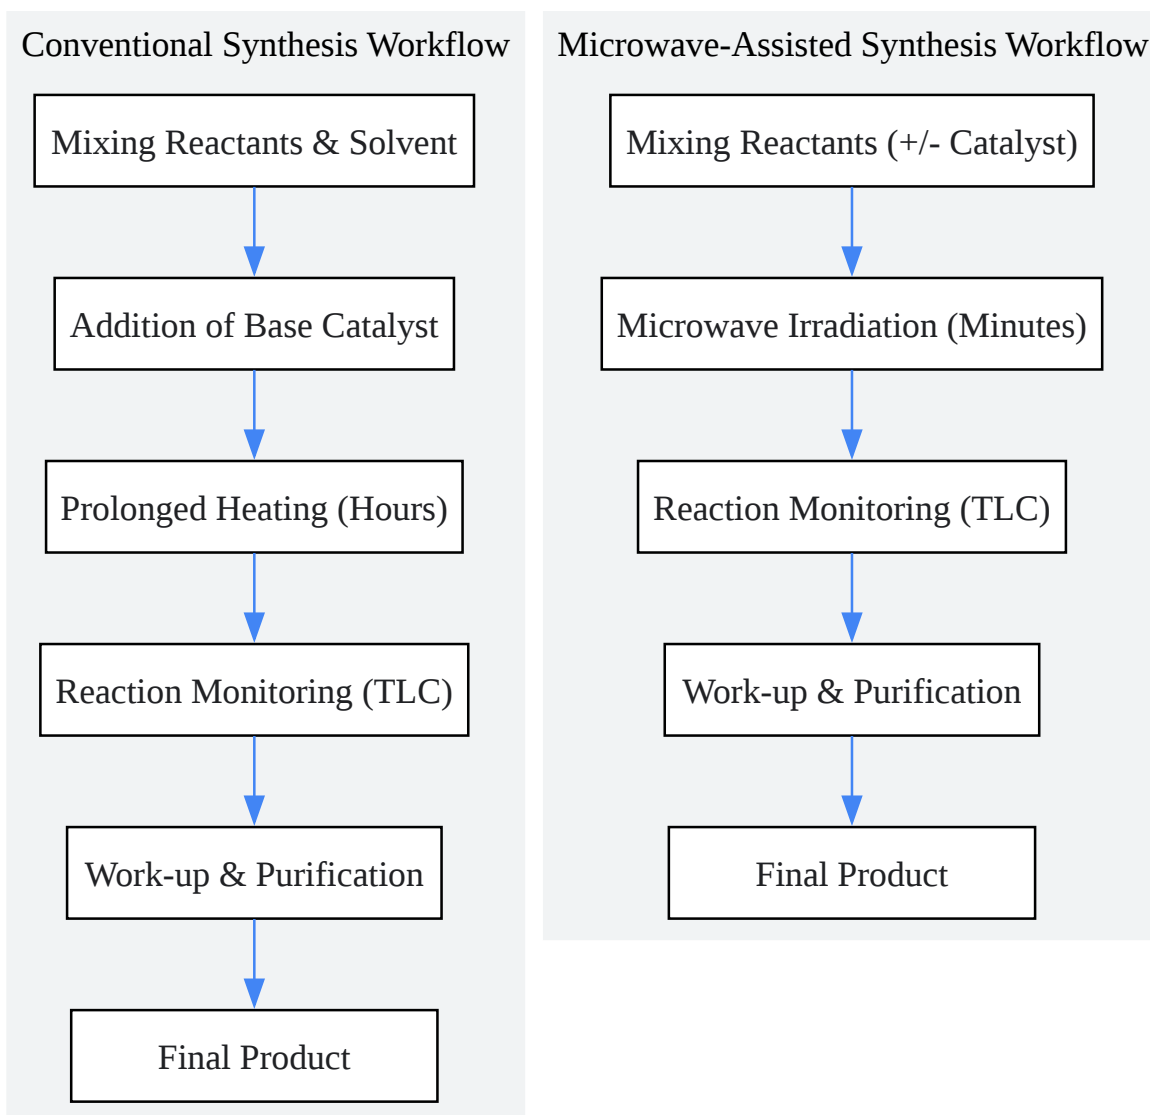 Conventional Synthesis Workflow
Mixing Reactants & Solvent
Addition of Base Catalyst
Prolonged Heating (Hours)
Reaction Monitoring (TLC)
Work-up & Purification
Final Product
Microwave-Assisted Synthesis Workflow
Mixing Reactants (+/- Catalyst)
Microwave Irradiation (Minutes)
Reaction Monitoring (TLC)
Work-up & Purification
Final Product